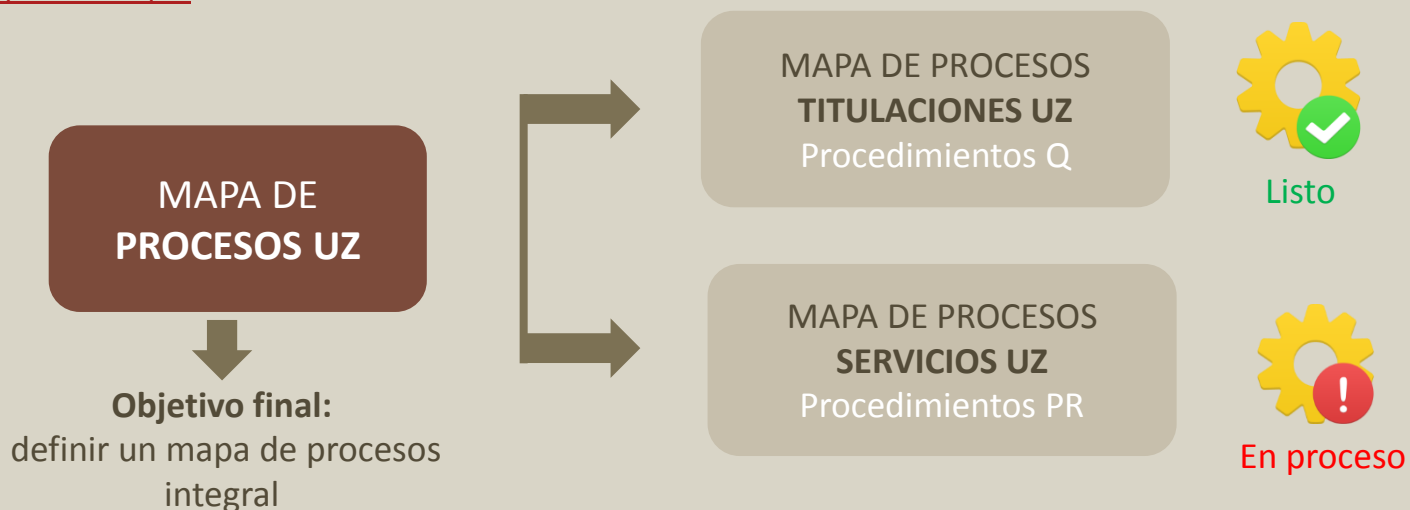 MAPA DE
PROCESOS UZ
Objetivo final:
definir un mapa de procesos
integral
MAPA DE PROCESOS
TITULACIONES UZ
Procedimientos Q
Listo
MAPA DE PROCESOS
SERVICIOS UZ
Procedimientos PR
En proceso